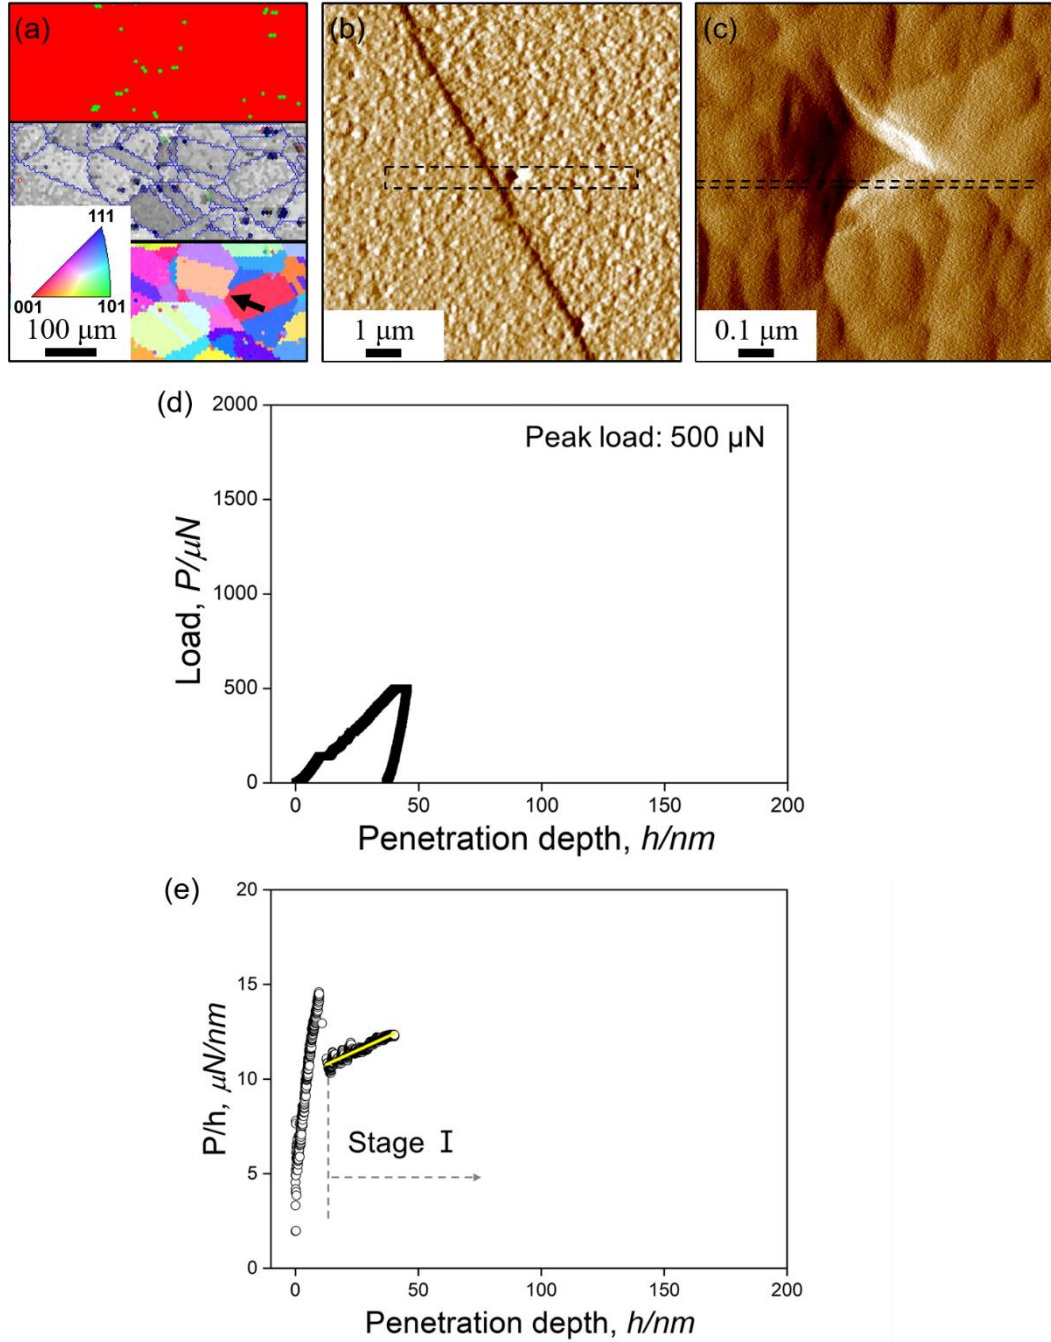 (a)
(b)
(c)
111
001
101
100 μm
1 μm
0.1 μm
(d)
Peak load: 500 μN
2000
1500
1000
500
0
Load, P/μN
0
50
100
150
200
Penetration depth, h/nm
(e)
20
15
10
5
0
P/h, μN/nm
Stage I
0
50
100
150
200
Penetration depth, h/nm